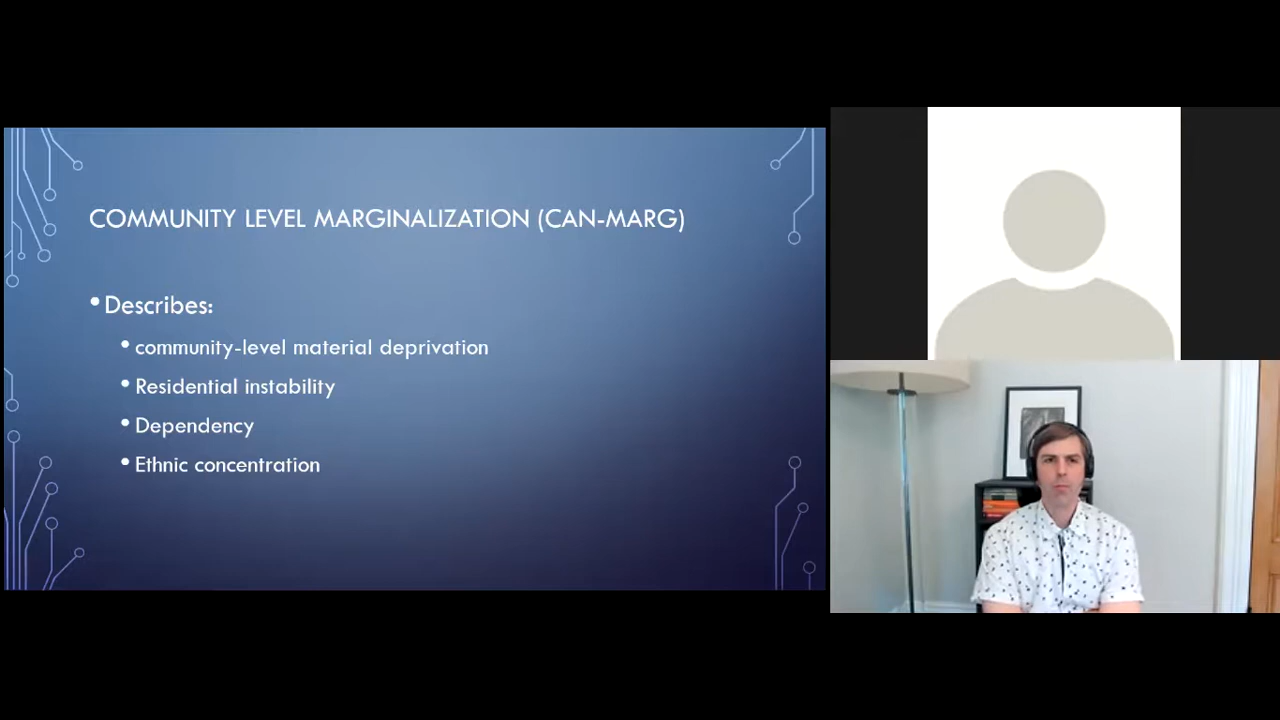 COMMUNITY LEVEL MARGINALIZATION (CAN-MARG)
• Describes:
• community-level material deprivation
• Residential instability
• Dependency
• Ethnic concentration